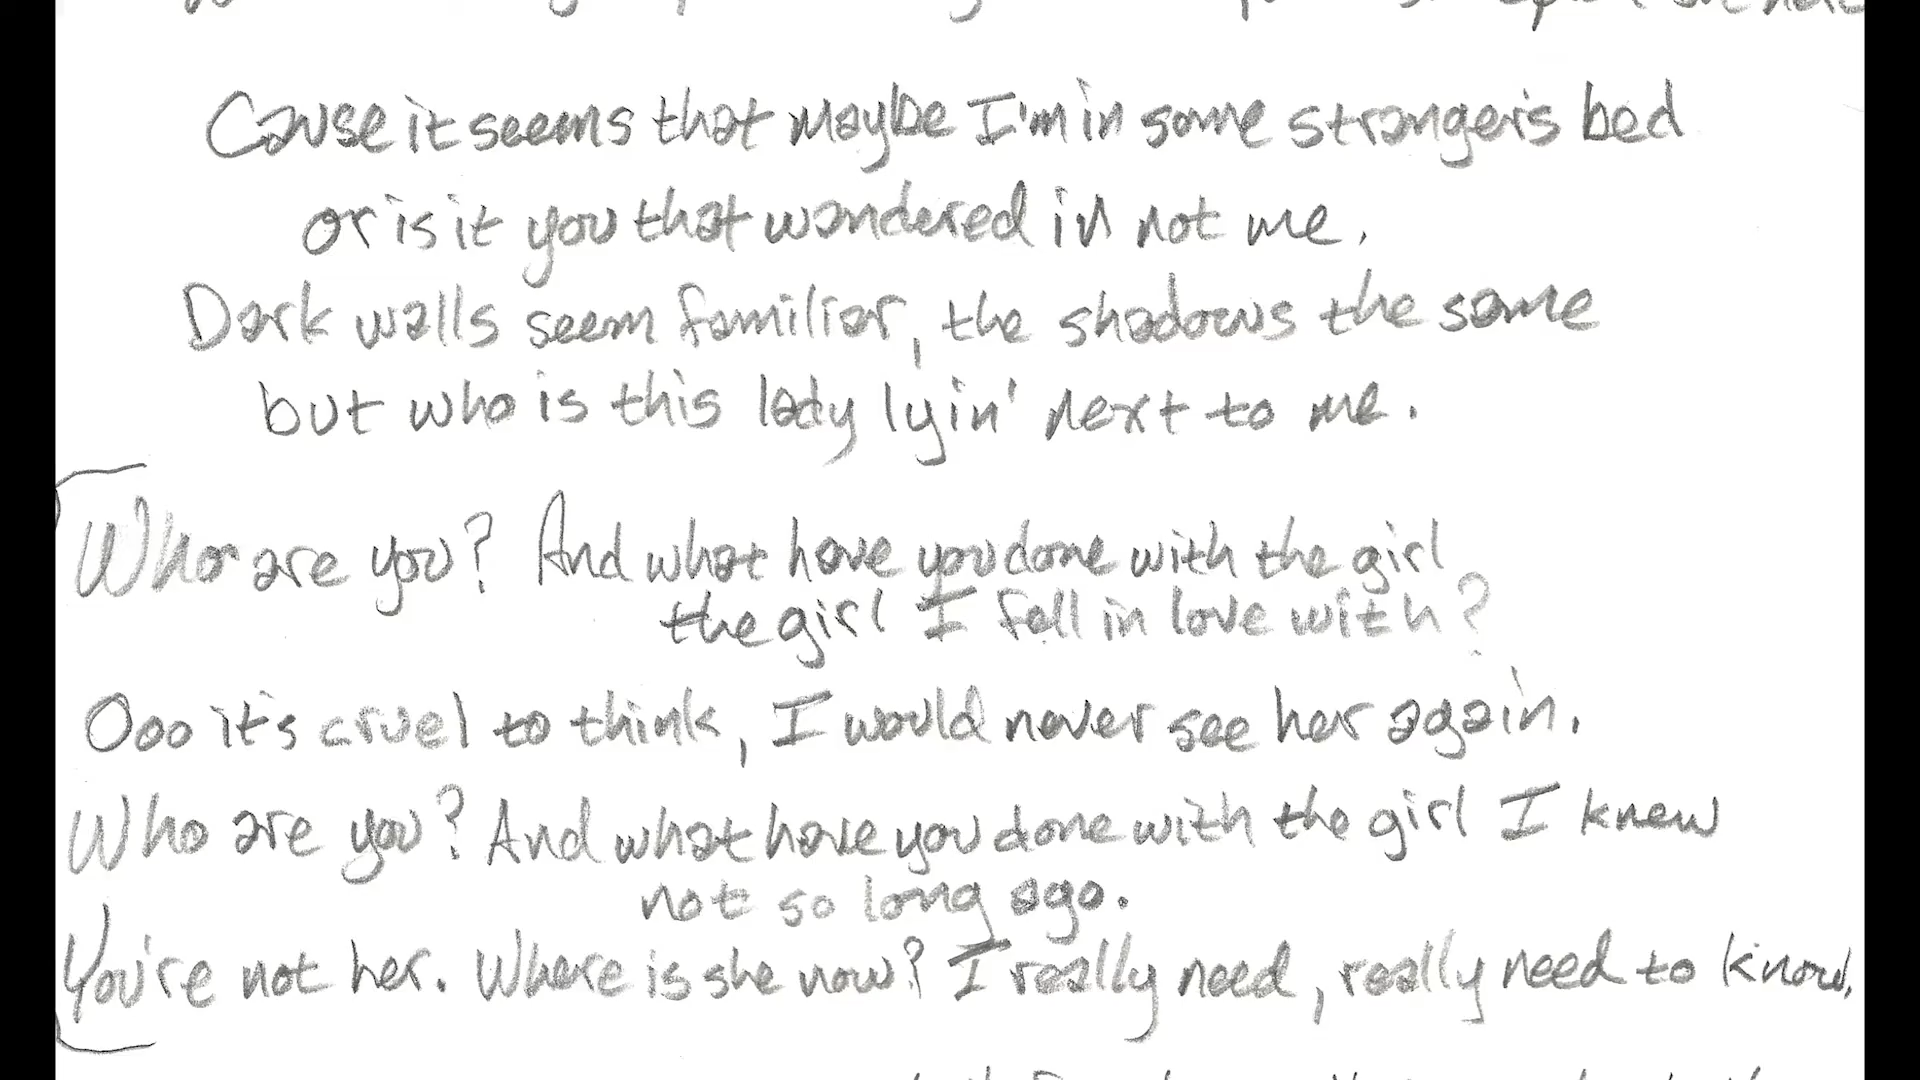 Cause it seems that maybe I'm in some stranger's bed
or is it you that wandered in not me.
Dark walls seem familiar, the shadows the same
but who is this lady lyin' next to me.
Who are you? And what have you done with the girl
the girl I fell in love with?
Ooo it's cruel to think, I would never see her again.
Who are you? And what have you done with the girl I knew
not so long ago.
You're not her. Where is she now? I really need, really need to know.